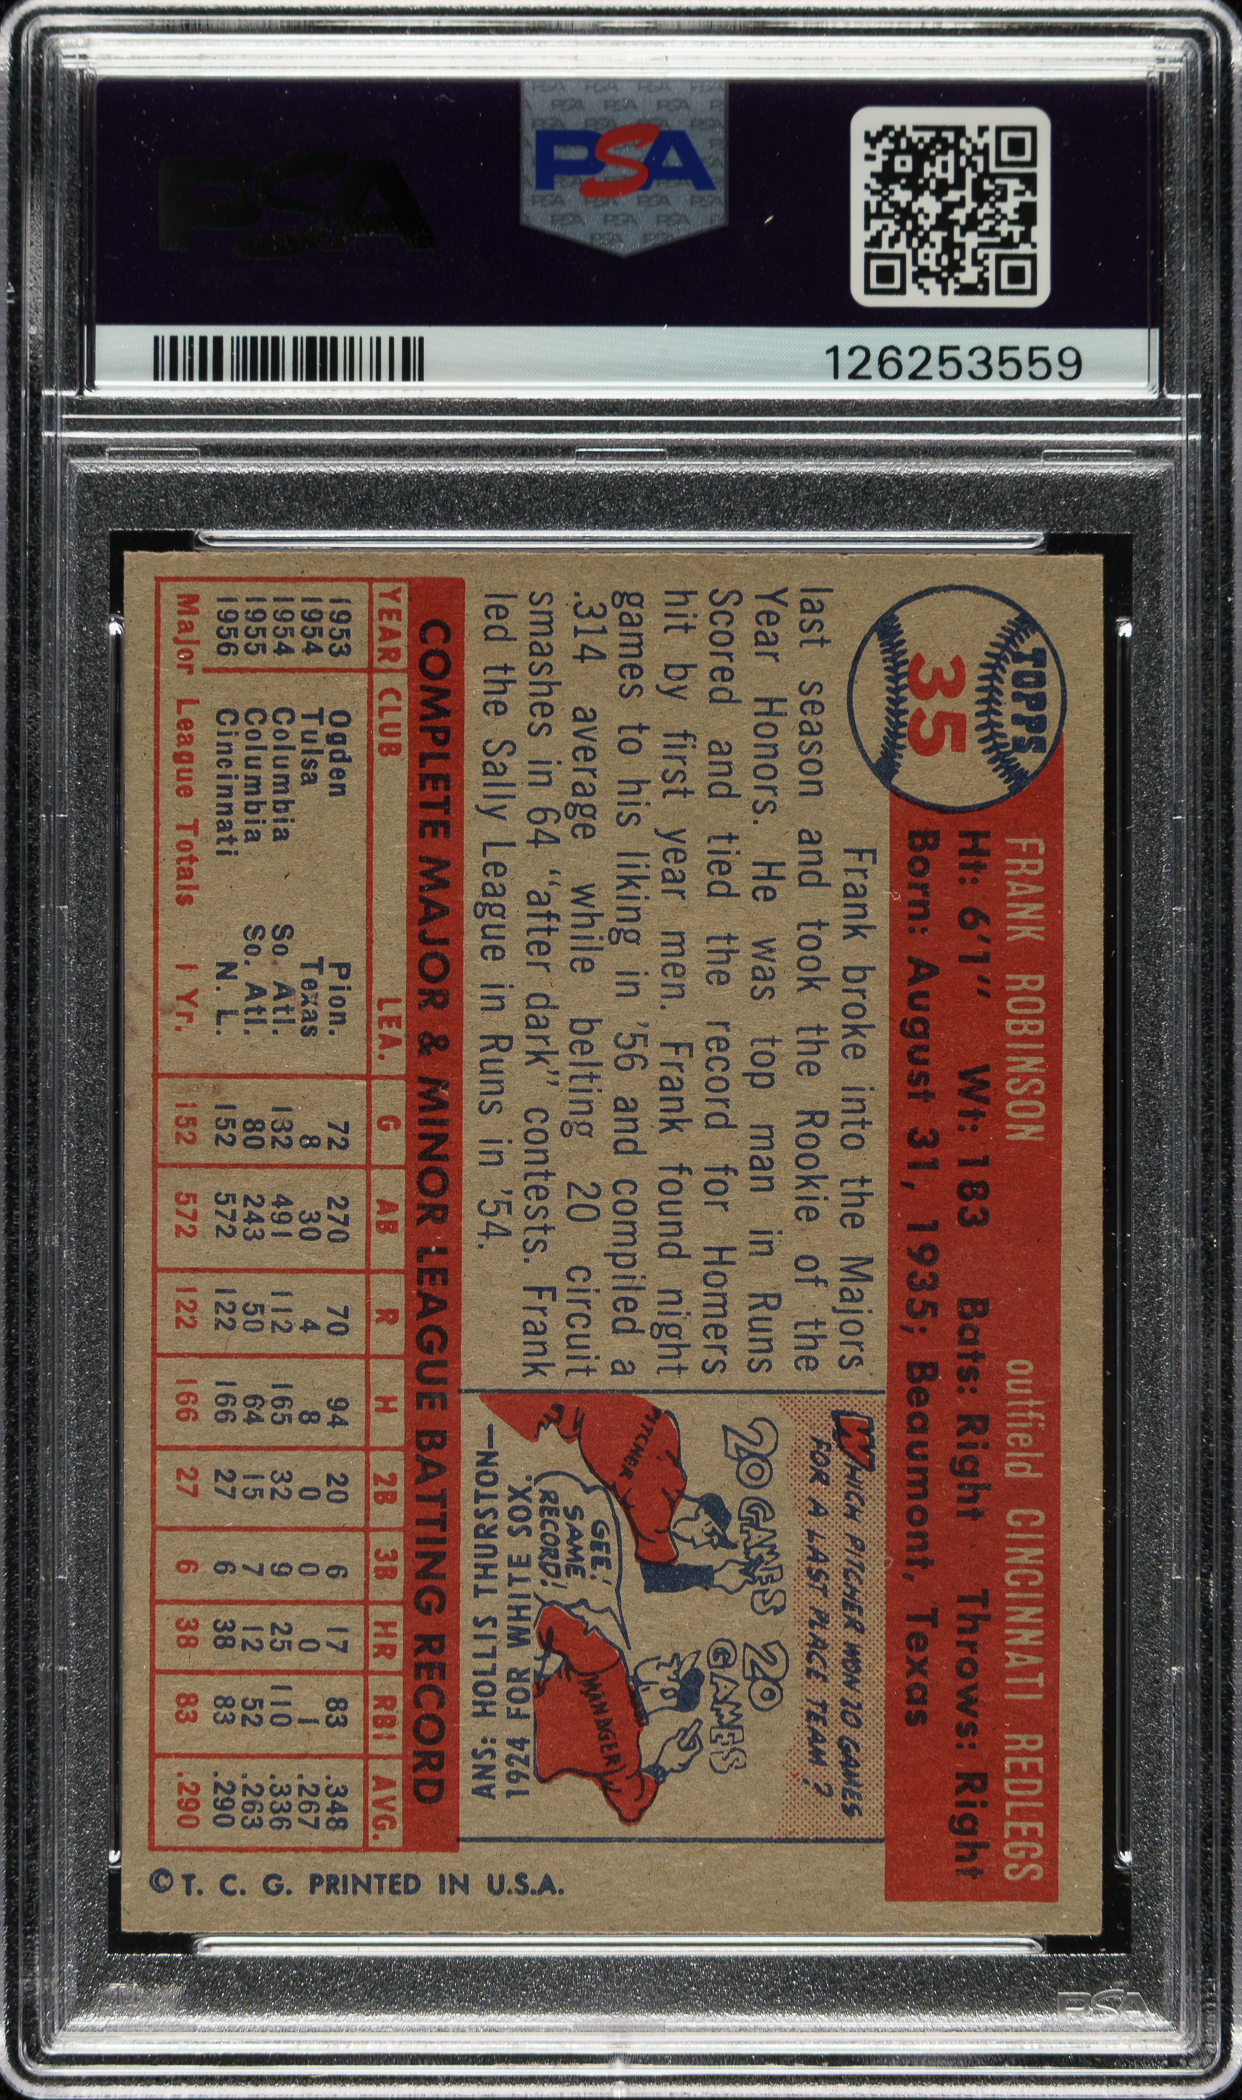 PSA
PSA
126253559
TOPPS
35
FRANK ROBINSON outfield CINCINNATI REDLEGS
Ht: 6'1" Wt: 183 Bats: Right Throws: Right
Born: August 31, 1935; Beaumont, Texas
Frank broke into the Majors
last season and took the Rookie of the
Year Honors. He was top man in Runs
Scored and tied the record for Homers
hit by first year men. Frank found night
games to his liking in '56 and compiled a
.314 average while belting 20 circuit
smashes in 64 "after dark" contests. Frank
led the Sally League in Runs in '54.
WHICH PITCHER WON 20 GAMES
FOR A LAST PLACE TEAM?
20 GAMES
20 GAMES
PITCHER
GEE!
SAME
RECORD!
MANAGER
ANS: HOLLIS THURSTON—
1924 FOR WHITE SOX.
COMPLETE MAJOR & MINOR LEAGUE BATTING RECORD
YEAR CLUB LEA. G AB R H 2B 3B HR RBI AVG.
1953 Ogden Pion. 72 270 70 94 20 6 17 83 .348
1954 Tulsa Texas 8 30 4 8 0 0 0 1 .267
1954 Columbia So. Atl. 132 491 112 165 32 9 25 110 .336
1955 Columbia So. Atl. 80 243 50 64 15 7 12 52 .263
1956 Cincinnati N. L. 152 572 122 166 27 6 38 83 .290
Major League Totals 1 Yr. 152 572 122 166 27 6 38 83 .290
© T. C. G. PRINTED IN U.S.A.
PSA